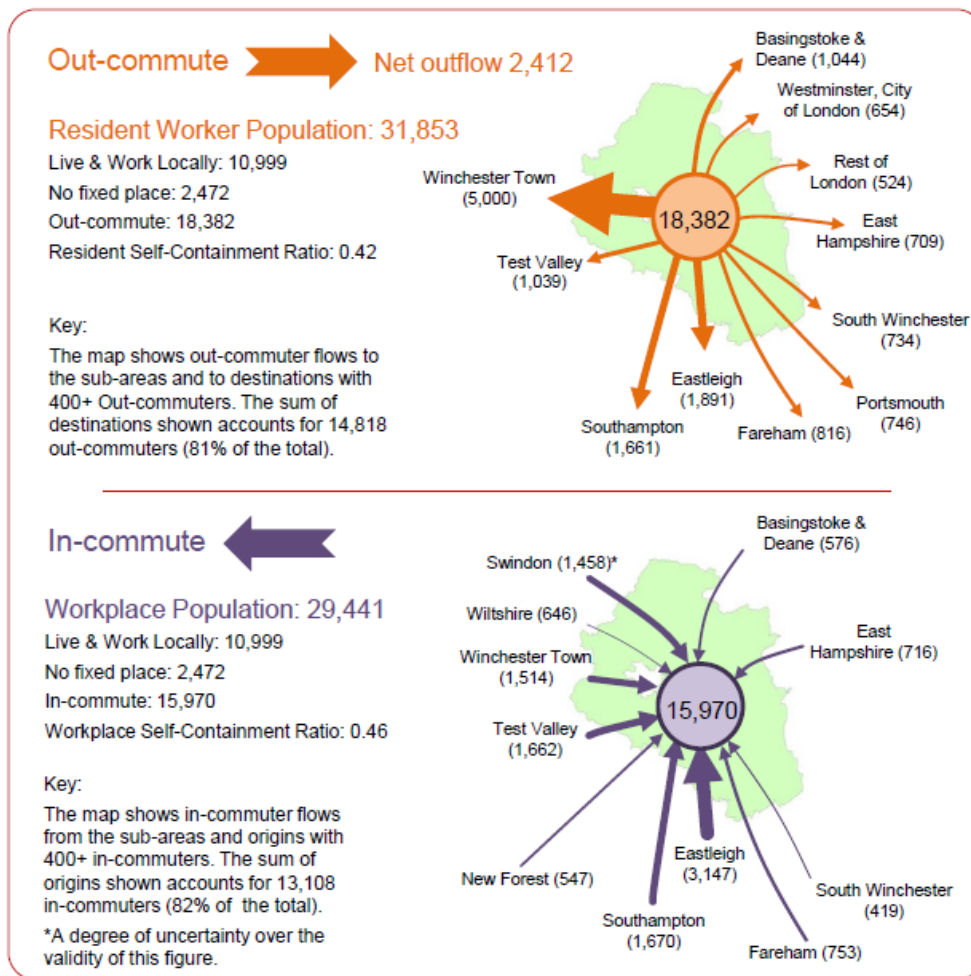 Out-commute
Net outflow 2,412
Resident Worker Population: 31,853
Live & Work Locally: 10,999
No fixed place: 2,472
Out-commute: 18,382
Resident Self-Containment Ratio: 0.42
Key:
The map shows out-commuter flows to
the sub-areas and to destinations with
400+ Out-commuters. The sum of
destinations shown accounts for 14,818
out-commuters (81% of the total).
Basingstoke &
Deane (1,044)
Westminster, City
of London (654)
Rest of
London (524)
Winchester Town
(5,000)
18,382
East
Hampshire (709)
Test Valley
(1,039)
South Winchester
(734)
Eastleigh
(1,891)
Portsmouth
(746)
Southampton
(1,661)
Fareham (816)
In-commute
Workplace Population: 29,441
Live & Work Locally: 10,999
No fixed place: 2,472
In-commute: 15,970
Workplace Self-Containment Ratio: 0.46
Key:
The map shows in-commuter flows
from the sub-areas and origins with
400+ in-commuters. The sum of
origins shown accounts for 13,108
in-commuters (82% of the total).
*A degree of uncertainty over the
validity of this figure.
Basingstoke &
Deane (576)
Swindon (1,458)*
Wiltshire (646)
East
Hampshire (716)
Winchester Town
(1,514)
15,970
Test Valley
(1,662)
Eastleigh
(3,147)
New Forest (547)
South Winchester
(419)
Southampton
(1,670)
Fareham (753)